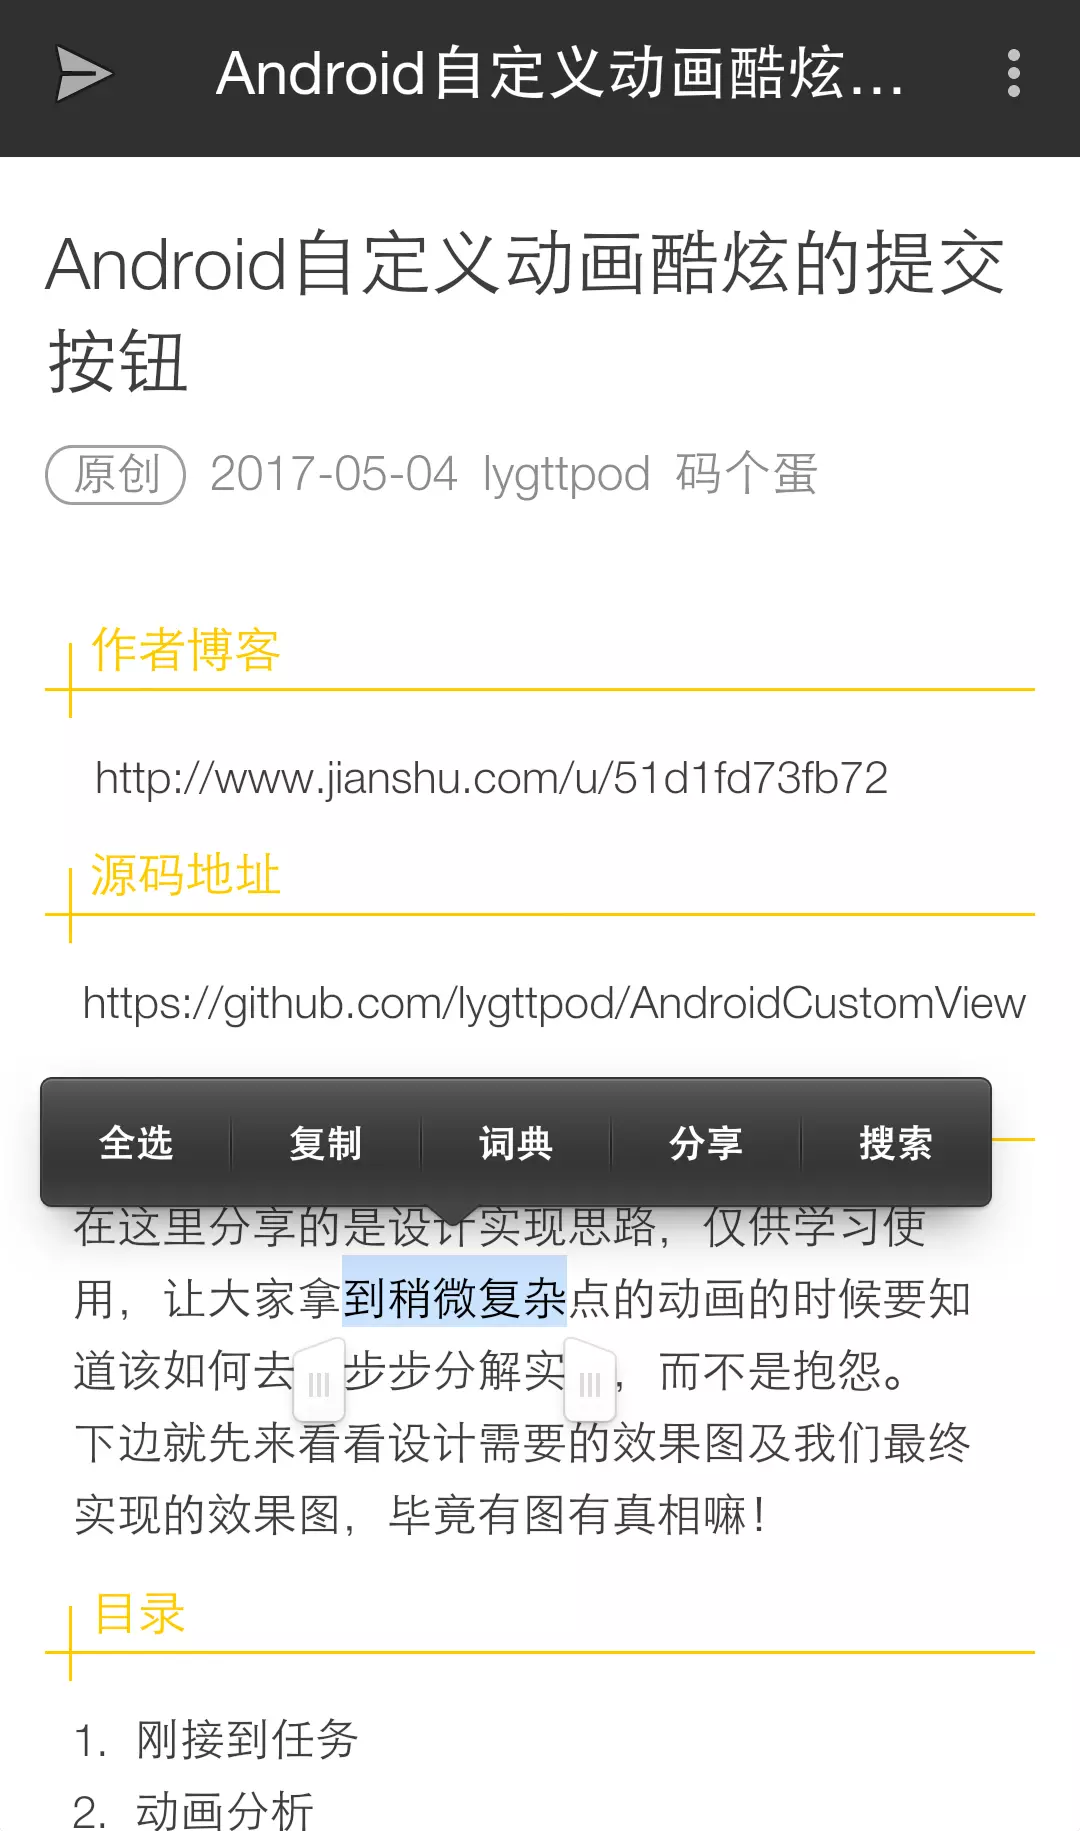 Android自定义动画酷炫...
Android自定义动画酷炫的提交
按钮
原创 2017-05-04 lygttpod 码个蛋
作者博客
http://www.jianshu.com/u/51d1fd73fb72
源码地址
https://github.com/lygttpod/AndroidCustomView
全选 复制 词典 分享 搜索
在这里分享的是设计实现思路，仅供学习使
用，让大家拿到稍微复杂点的动画的时候要知
道该如何去 步步分解实 ，而不是抱怨。
下边就先来看看设计需要的效果图及我们最终
实现的效果图，毕竟有图有真相嘛！
目录
1. 刚接到任务
2. 动画分析